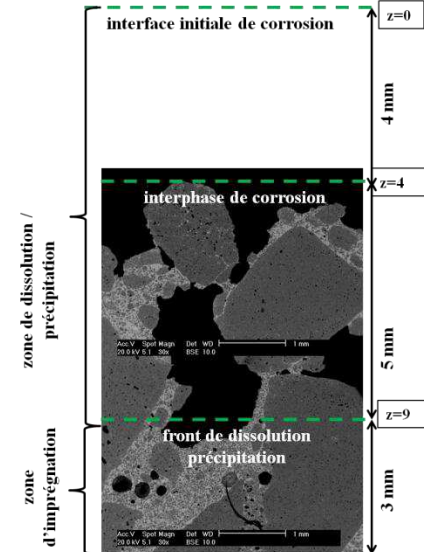 z=0
interface initiale de corrosion
4 mm
z=4
interphase de corrosion
zone de dissolution /
précipitation
Acc.V Spot Magn Det WD
20.0 kV 5.1 30x BSE 10.0
1 mm
5 mm
z=9
front de dissolution
précipitation
zone
d'imprégnation
3 mm
Acc.V Spot Magn Det WD
20.0 kV 5.1 30x BSE 10.0
1 mm